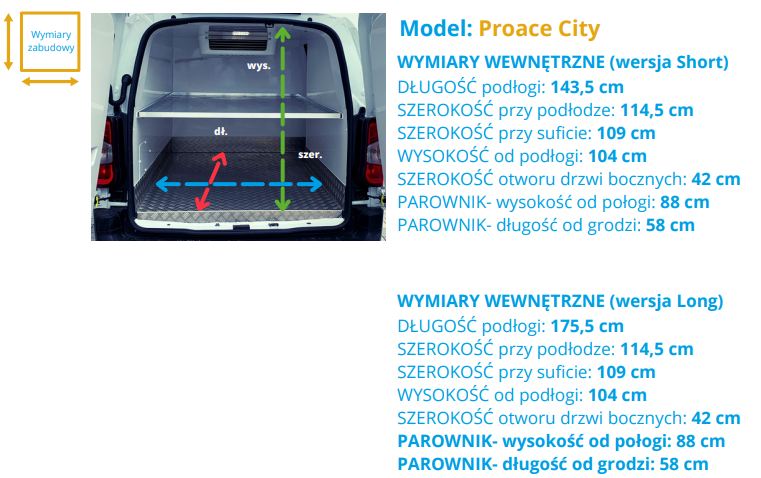 Wymiary
zabudowy
wys.
dł.
szer.
Model: Proace City
WYMIARY WEWNĘTRZNE (wersja Short)
DŁUGOŚĆ podłogi: 143,5 cm
SZEROKOŚĆ przy podłodze: 114,5 cm
SZEROKOŚĆ przy suficie: 109 cm
WYSOKOŚĆ od podłogi: 104 cm
SZEROKOŚĆ otworu drzwi bocznych: 42 cm
PAROWNIK- wysokość od połogi: 88 cm
PAROWNIK- długość od grodzi: 58 cm
WYMIARY WEWNĘTRZNE (wersja Long)
DŁUGOŚĆ podłogi: 175,5 cm
SZEROKOŚĆ przy podłodze: 114,5 cm
SZEROKOŚĆ przy suficie: 109 cm
WYSOKOŚĆ od podłogi: 104 cm
SZEROKOŚĆ otworu drzwi bocznych: 42 cm
PAROWNIK- wysokość od połogi: 88 cm
PAROWNIK- długość od grodzi: 58 cm